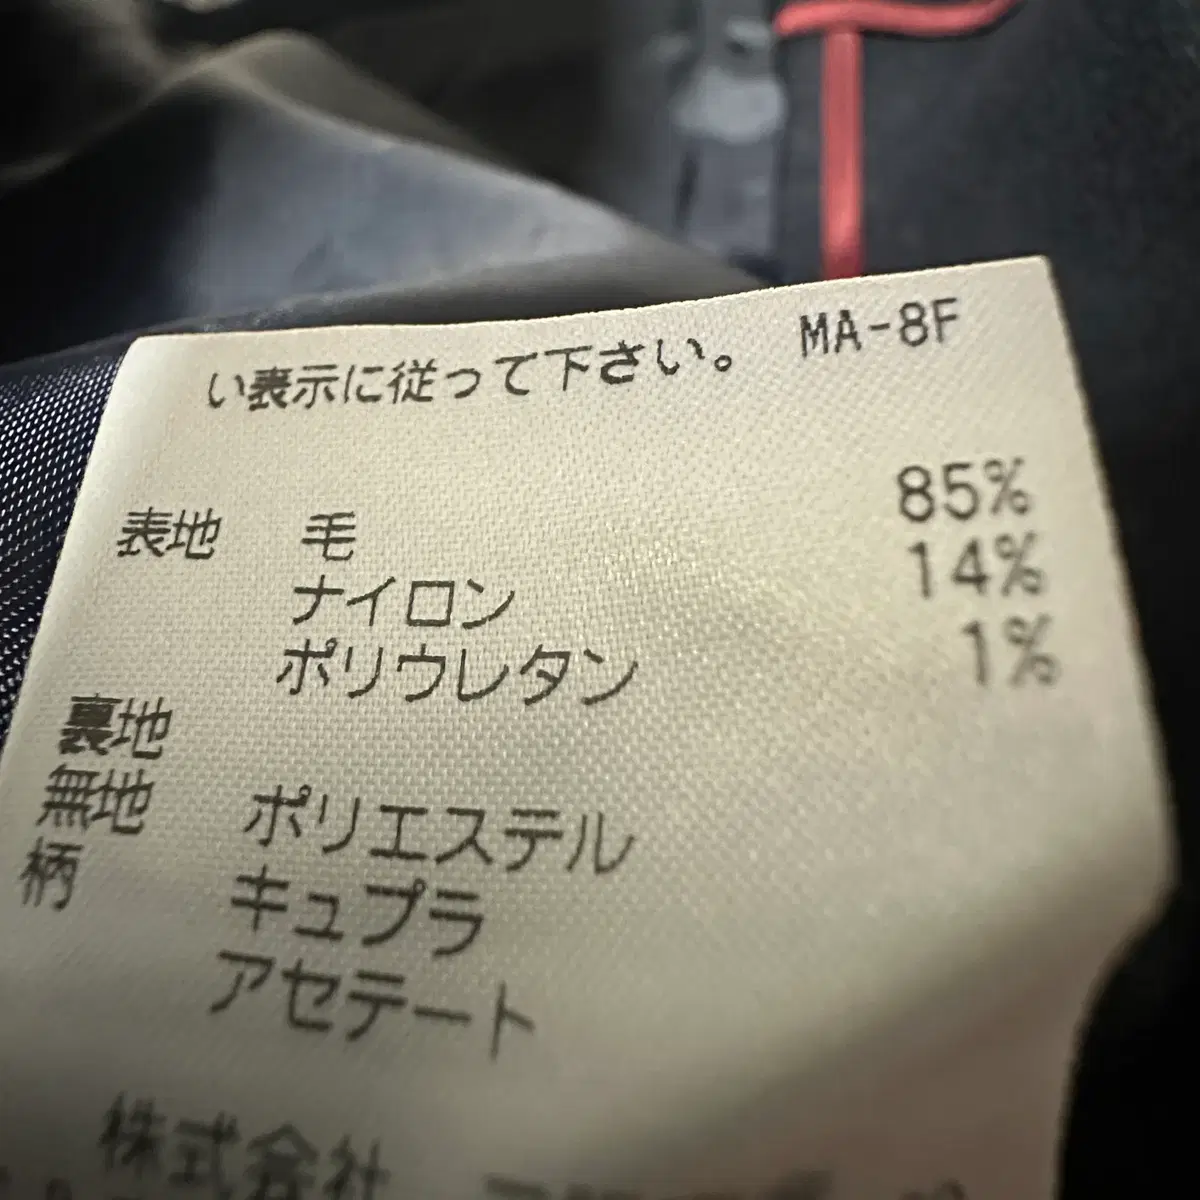 い表示に従って下さい。 MA-8F
表地 毛 85%
ナイロン 14%
ポリウレタン 1%
裏地
無地 ポリエステル
柄 キュプラ
アセテート
株式会社